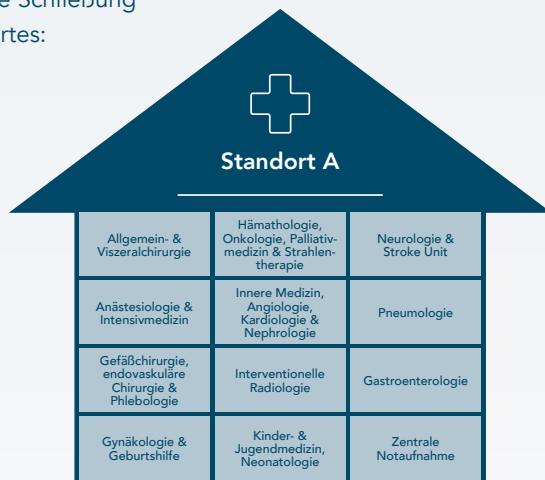 e Schließung
rtes:
Standort A
Allgemein- &
Viszeralchirurgie
Hämathologie,
Onkologie, Palliativ-
medizin & Strahlen-
therapie
Neurologie &
Stroke Unit
Anästesiologie &
Intensivmedizin
Innere Medizin,
Angiologie,
Kardiologie &
Nephrologie
Pneumologie
Gefäßchirurgie,
endovaskuläre
Chirurgie &
Phlebologie
Interventionelle
Radiologie
Gastroenterologie
Gynäkologie &
Geburtshilfe
Kinder- &
Jugendmedizin,
Neonatologie
Zentrale
Notaufnahme